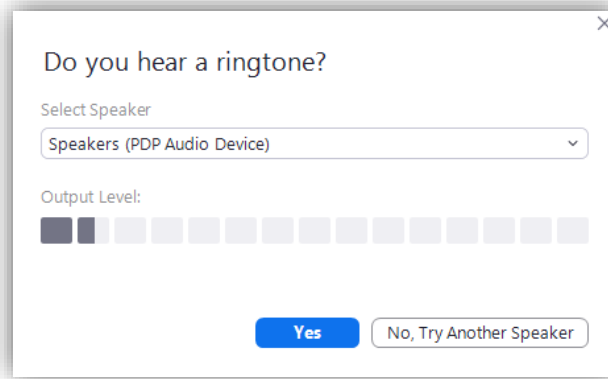 Do you hear a ringtone?
Select Speaker
Speakers (PDP Audio Device)
Output Level:
Yes
No, Try Another Speaker